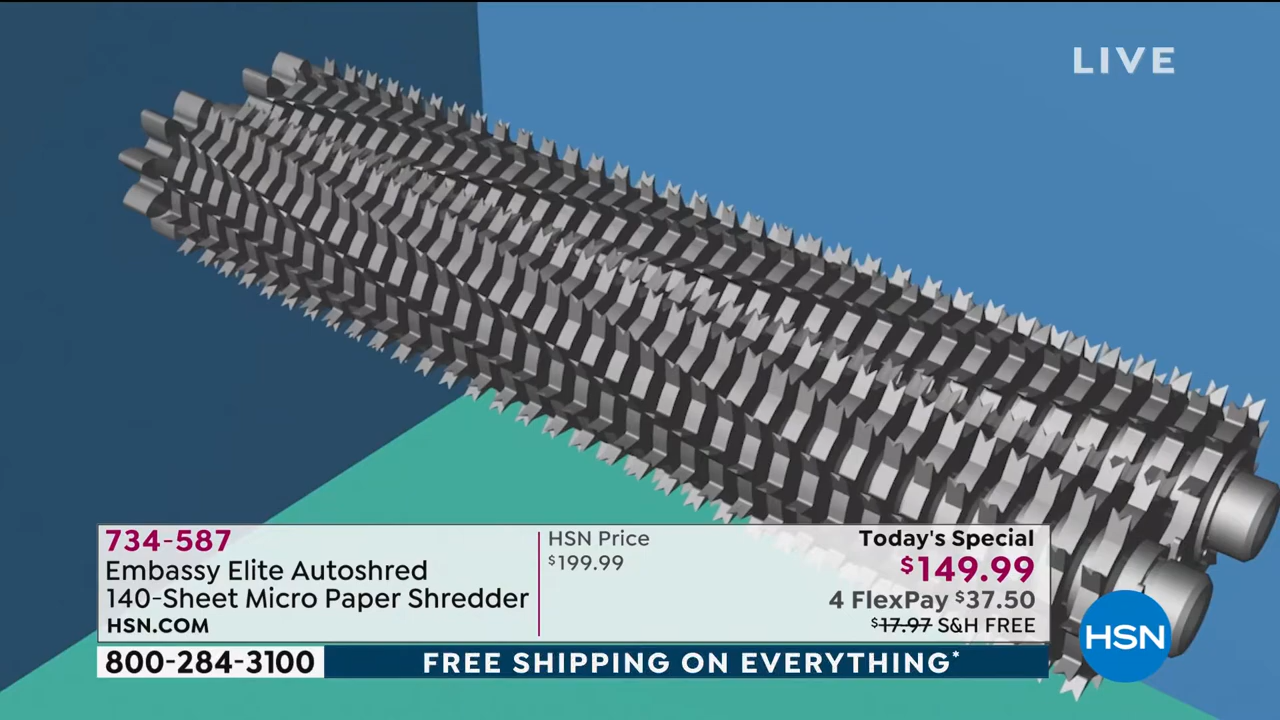 LIVE
734-587
Embassy Elite Autoshred
140-Sheet Micro Paper Shredder
HSN.COM
HSN Price
$199.99
Today's Special
$149.99
4 FlexPay $37.50
$17.97 S&H FREE
HSN
800-284-3100
FREE SHIPPING ON EVERYTHING*